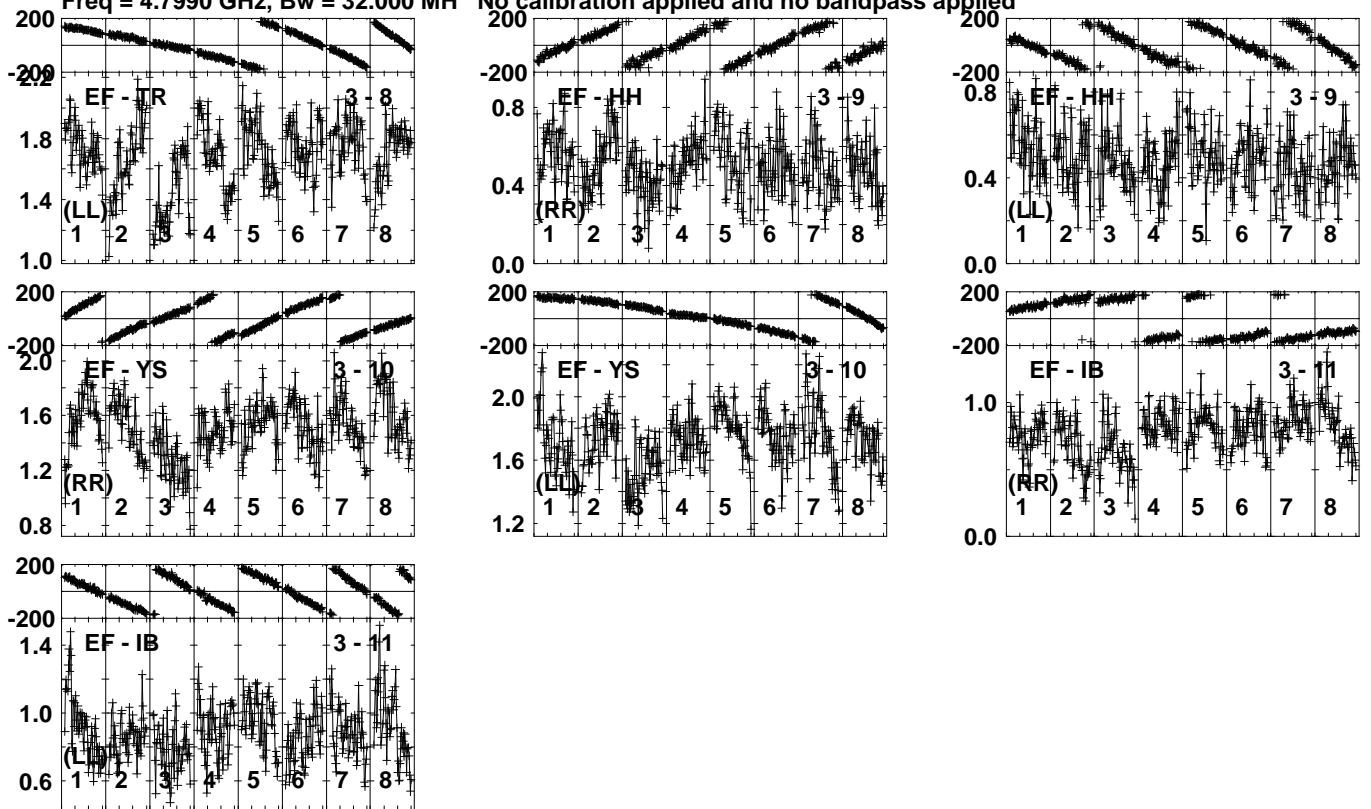 Freq = 4.7990 GHz, Bw = 32.000 MH No calibration applied and no bandpass applied
200 200 200
-200 -200 -200
2.2 EF - TR 3 - 8 EF - HH 3 - 9 EF - HH 3 - 9
1.8 0.8 0.8
1.4 0.4 0.4
(LL) (RR) (LL)
1 2 3 4 5 6 7 8 1 2 3 4 5 6 7 8 1 2 3 4 5 6 7 8
1.0 0.0 0.0
200 200 200
-200 -200 -200
2.0 EF - YS 3 - 10 EF - YS 3 - 10 EF - IB 3 - 11
1.6 2.0 1.0
1.2 1.6
(RR) (LL) (RR)
1 2 3 4 5 6 7 8 1 2 3 4 5 6 7 8 1 2 3 4 5 6 7 8
0.8 1.2 0.0
200
-200
1.4 EF - IB 3 - 11
1.0
(LL)
0.6 1 2 3 4 5 6 7 8